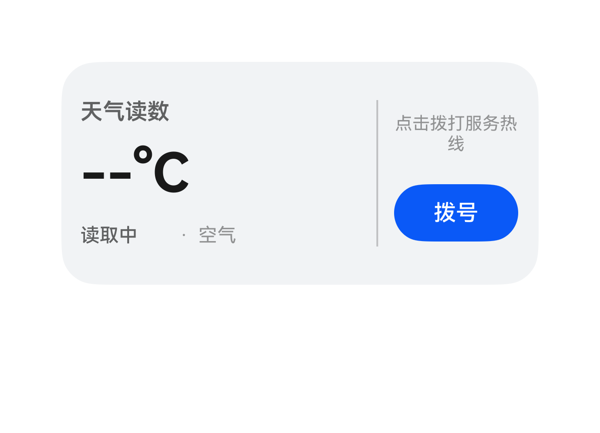 天气读数
--°C
读取中 · 空气
点击拨打服务热
线
拨号